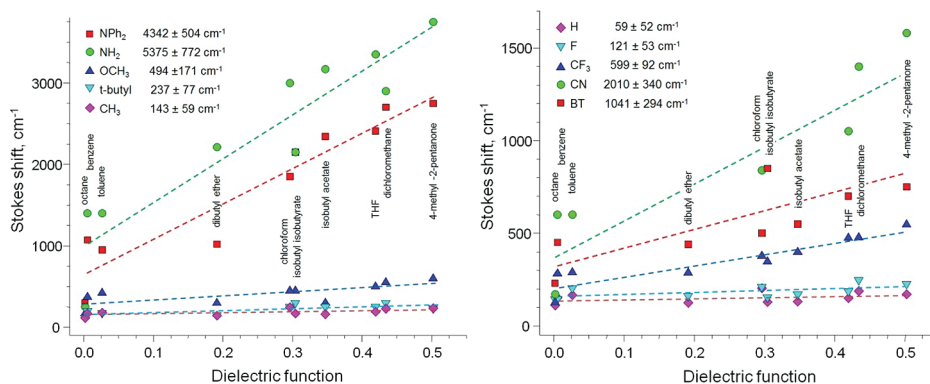 NPh2 4342 ± 504 cm-1
NH2 5375 ± 772 cm-1
OCH3 494 ±171 cm-1
t-butyl 237 ± 77 cm-1
CH3 143 ± 59 cm-1
Stokes shift, cm-1
3000
2000
1000
0
octane
benzene
toluene
dibutyl ether
chloroform
isobutyl isobutyrate
isobutyl acetate
THF
dichloromethane
4-methyl -2-pentanone
0.0 0.1 0.2 0.3 0.4 0.5
Dielectric function
H 59 ± 52 cm-1
F 121 ± 53 cm-1
CF3 599 ± 92 cm-1
CN 2010 ± 340 cm-1
BT 1041 ± 294 cm-1
Stokes shift, cm-1
1500
1000
500
0
octane
benzene
toluene
dibutyl ether
chloroform
isobutyl isobutyrate
isobutyl acetate
THF
dichloromethane
4-methyl -2-pentanone
0.0 0.1 0.2 0.3 0.4 0.5
Dielectric function